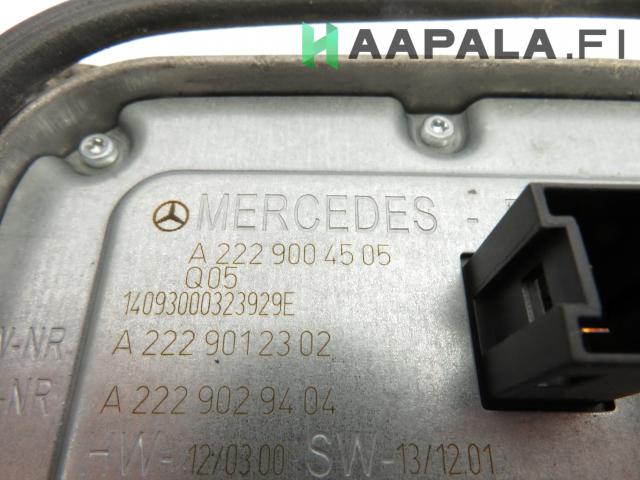 HAAPALA.FI
MERCEDES -
A 222 900 45 05
Q05
14093000323929E
W-NR A 222 901 23 02
-NR A 222 902 94 04
HW- 12/03.00 SW- 13/12.01